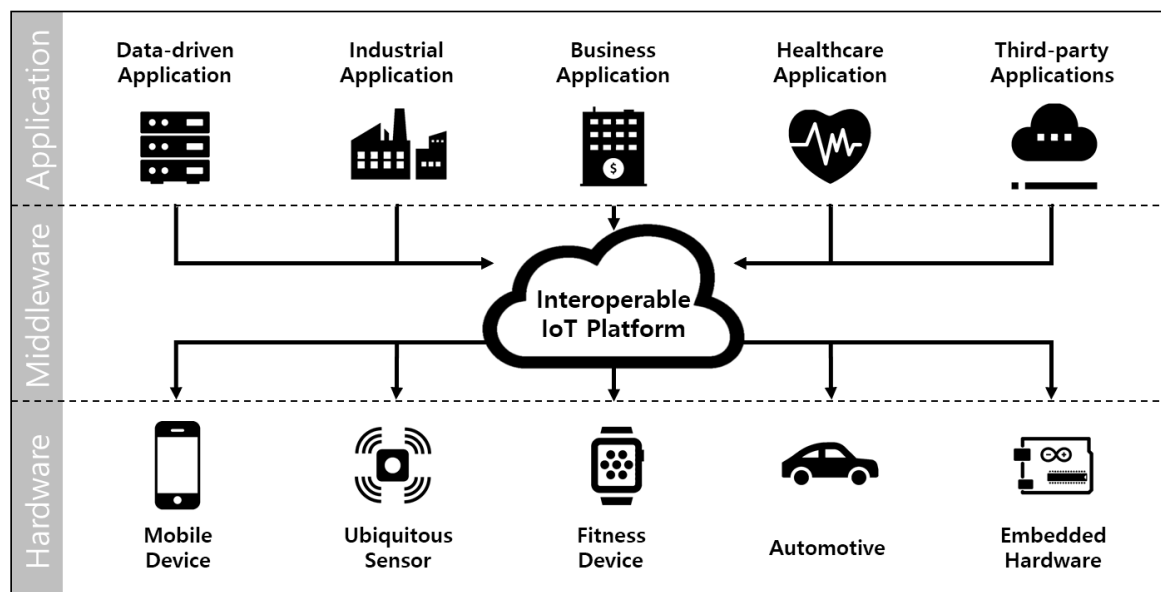 Application
Data-driven
Application
Industrial
Application
Business
Application
Healthcare
Application
Third-party
Applications
$
Middleware
Interoperable
IoT Platform
Hardware
Mobile
Device
Ubiquitous
Sensor
Fitness
Device
Automotive
Embedded
Hardware